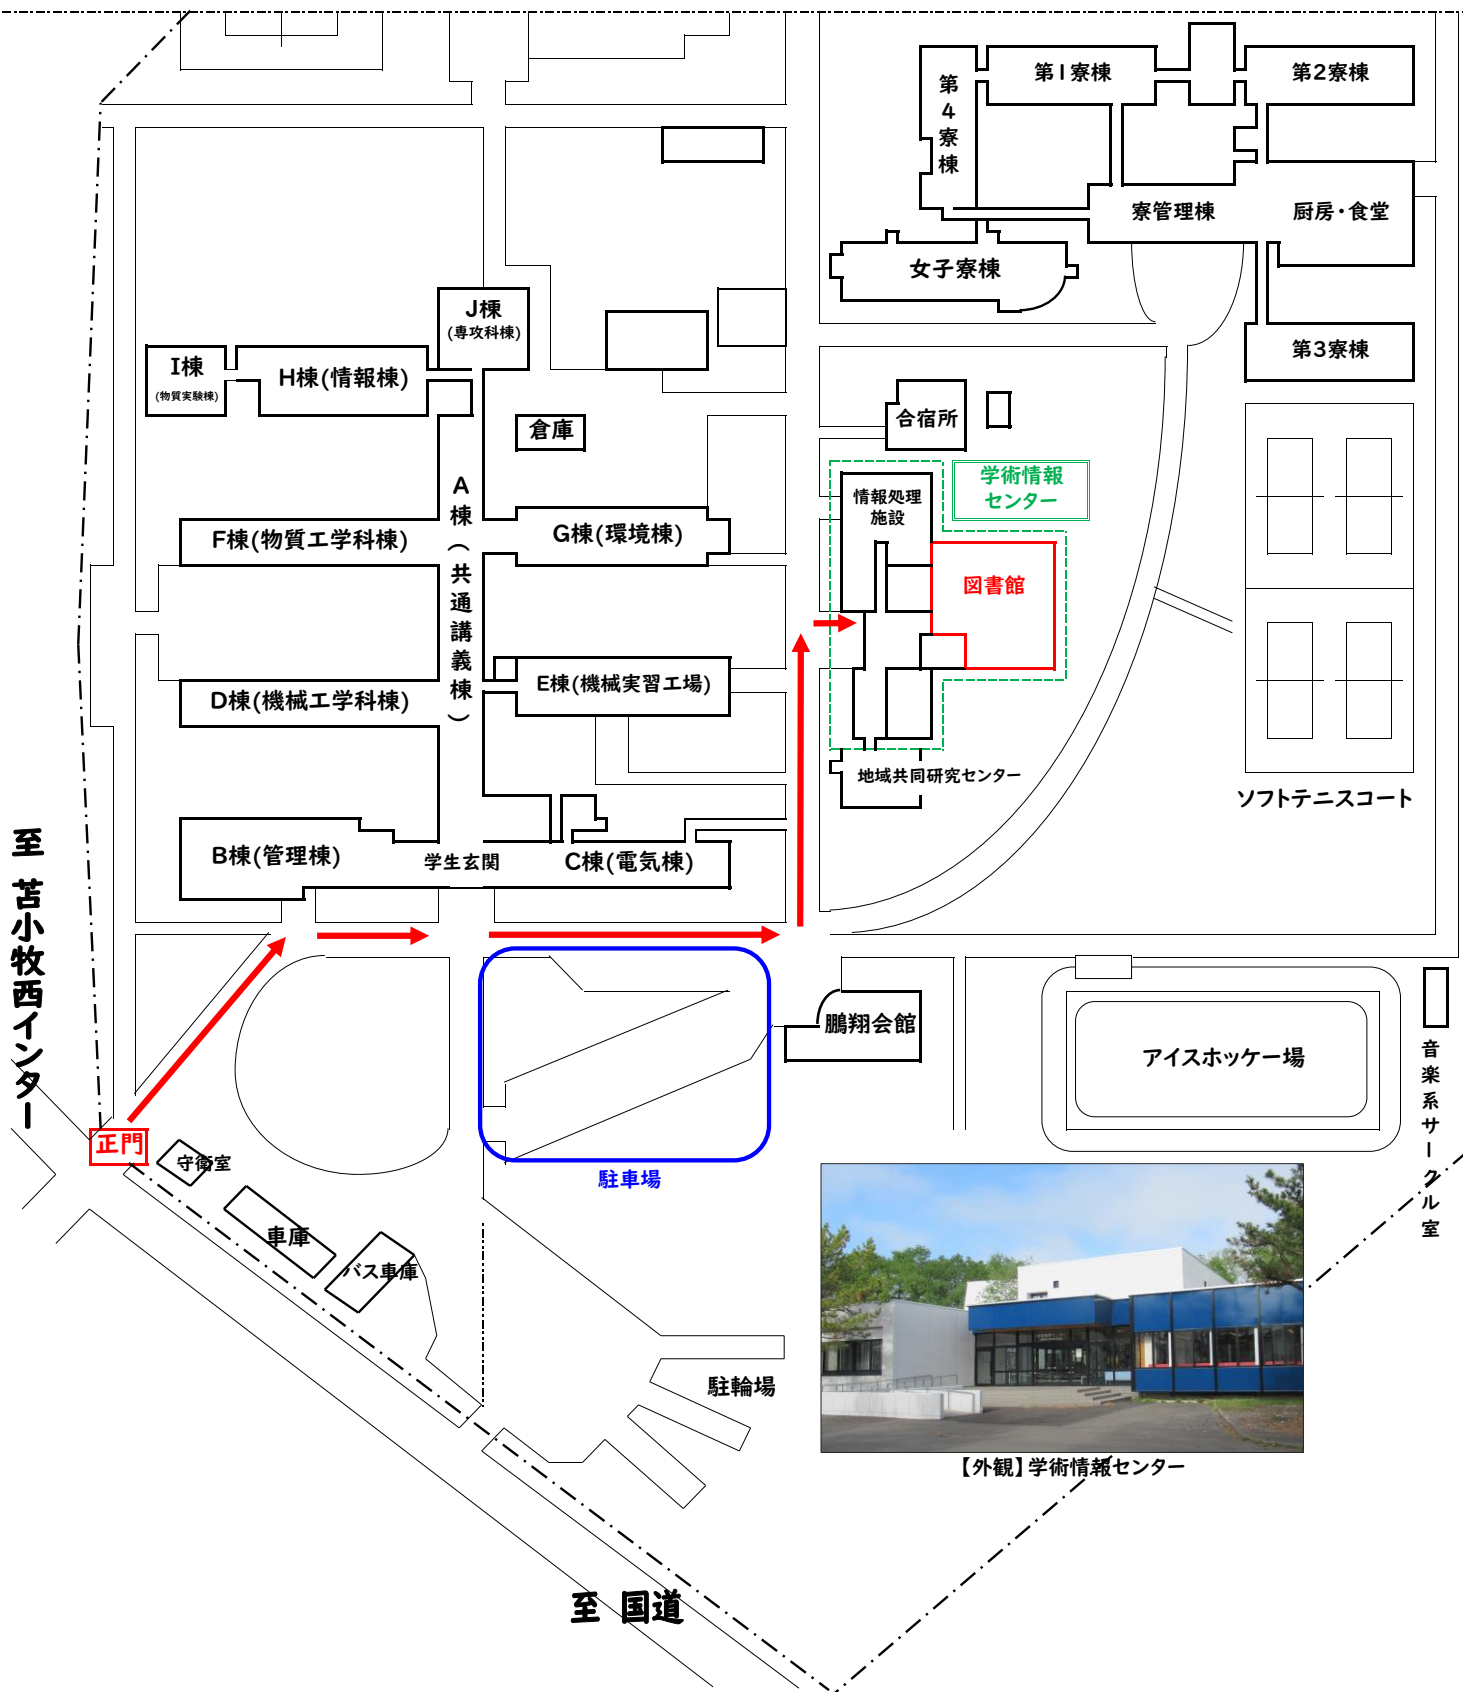 第1寮棟
第2寮棟
第4寮棟
寮管理棟
厨房・食堂
女子寮棟
第3寮棟
J棟
(専攻科棟)
I棟
(物質実験棟)
H棟(情報棟)
倉庫
合宿所
学術情報
センター
情報処理
施設
A棟(共通講義棟)
F棟(物質工学科棟)
G棟(環境棟)
図書館
D棟(機械工学科棟)
E棟(機械実習工場)
地域共同研究センター
ソフトテニスコート
B棟(管理棟)
学生玄関
C棟(電気棟)
至 苫小牧西インター
鵬翔会館
アイスホッケー場
音楽系サークル室
正門
守衛室
駐車場
車庫
バス車庫
駐輪場
【外観】学術情報センター
至 国道